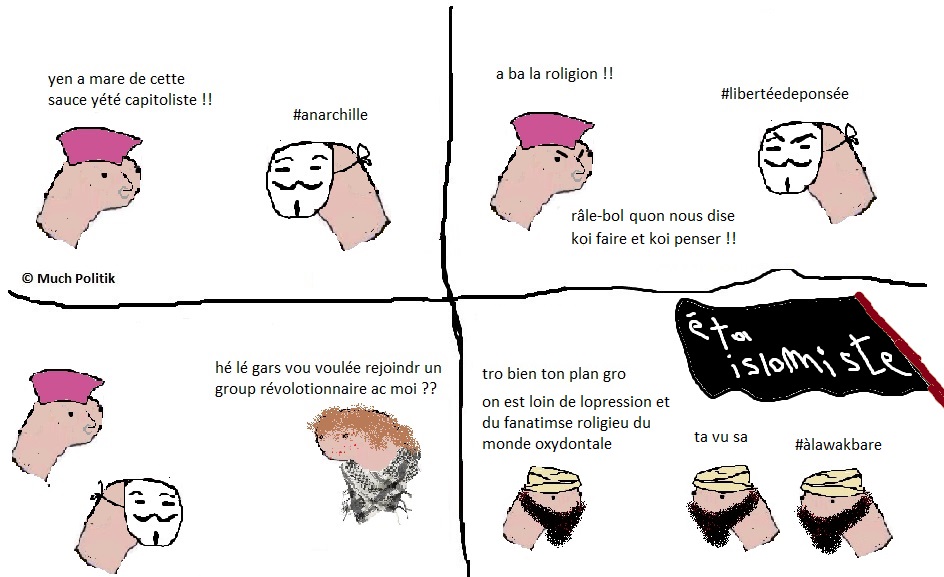 yen a mare de cette
sauce yété capitoliste !!
#anarchille
© Much Politik
a ba la roligion !!
#libertéedeponsée
râle-bol quon nous dise
koi faire et koi penser !!
hé lé gars vou voulée rejoindr un
group révolotionnaire ac moi ??
éta
islomiste
tro bien ton plan gro
on est loin de lopression et
du fanatimse roligieu du
monde oxydontale
ta vu sa
#àlawakbare